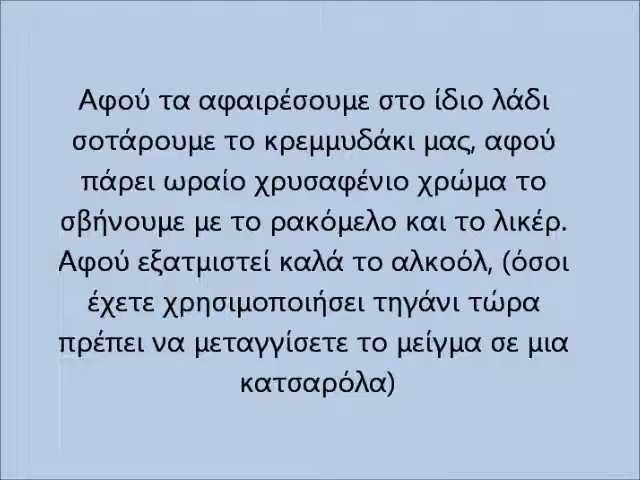 Αφού τα αφαιρέσουμε στο ίδιο λάδι
σοτάρουμε το κρεμμυδάκι μας, αφού
πάρει ωραίο χρυσαφένιο χρώμα το
σβήνουμε με το ρακόμελο και το λικέρ.
Αφού εξατμιστεί καλά το αλκοόλ, (όσοι
έχετε χρησιμοποιήσει τηγάνι τώρα
πρέπει να μεταγγίσετε το μείγμα σε μια
κατσαρόλα)